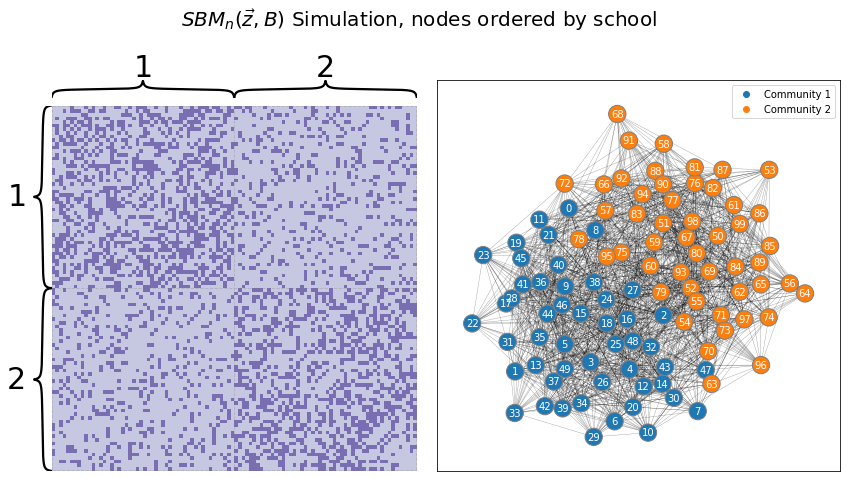 SBM_n(\vec{z}, B) Simulation, nodes ordered by school
1 2
1
2
Community 1
Community 2
68
91
58
81 87 53
88
72 66 92 90 76 82
94 77
0 57 83 61 86
11 51 98 99
21 8 78 59 67 50
19 95 75 80 85
23 45 40 60 93 69 84 89
41 36 9 38 24 27 79 52 62 65 56 64
17 28 46 55
22 44 15 18 16 2 54 71 97 74
31 35 5 25 48 32 73 70
1 13 49 3 4 43 47 96
37 26 12 14 63
33 42 39 34 20 30 7
29 6 10